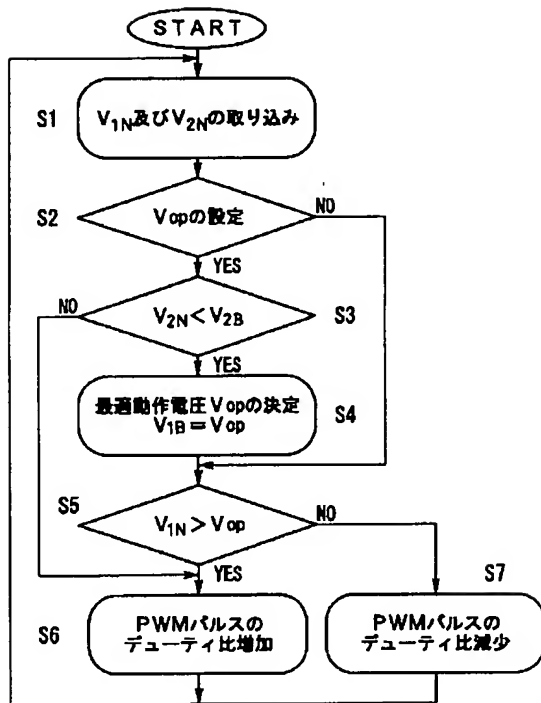 START
S1
V1N及びV2Nの取り込み
S2
Vopの設定
NO
YES
NO
V2N<V2B
S3
YES
最適動作電圧Vopの決定
V1B=Vop
S4
S5
V1N>Vop
NO
YES
S7
S6
PWMパルスの
デューティ比増加
PWMパルスの
デューティ比減少